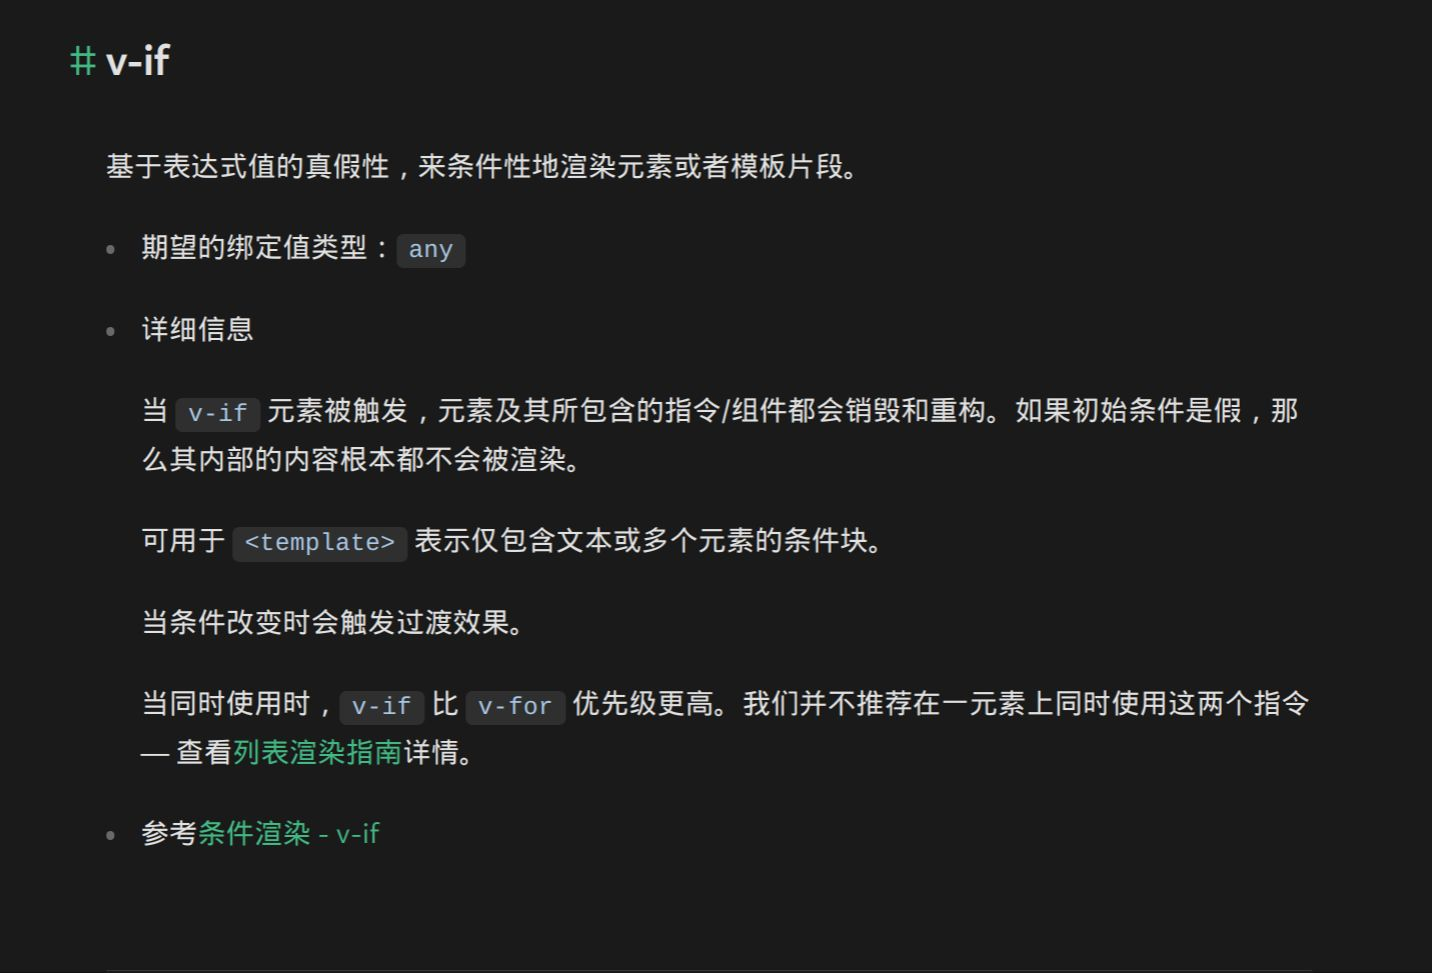 # v-if
基于表达式值的真假性，来条件性地渲染元素或者模板片段。
• 期望的绑定值类型：any
• 详细信息
当 v-if 元素被触发，元素及其所包含的指令/组件都会销毁和重构。如果初始条件是假，那
么其内部的内容根本都不会被渲染。
可用于 <template> 表示仅包含文本或多个元素的条件块。
当条件改变时会触发过渡效果。
当同时使用时，v-if 比 v-for 优先级更高。我们并不推荐在一元素上同时使用这两个指令
— 查看列表渲染指南详情。
• 参考条件渲染 - v-if